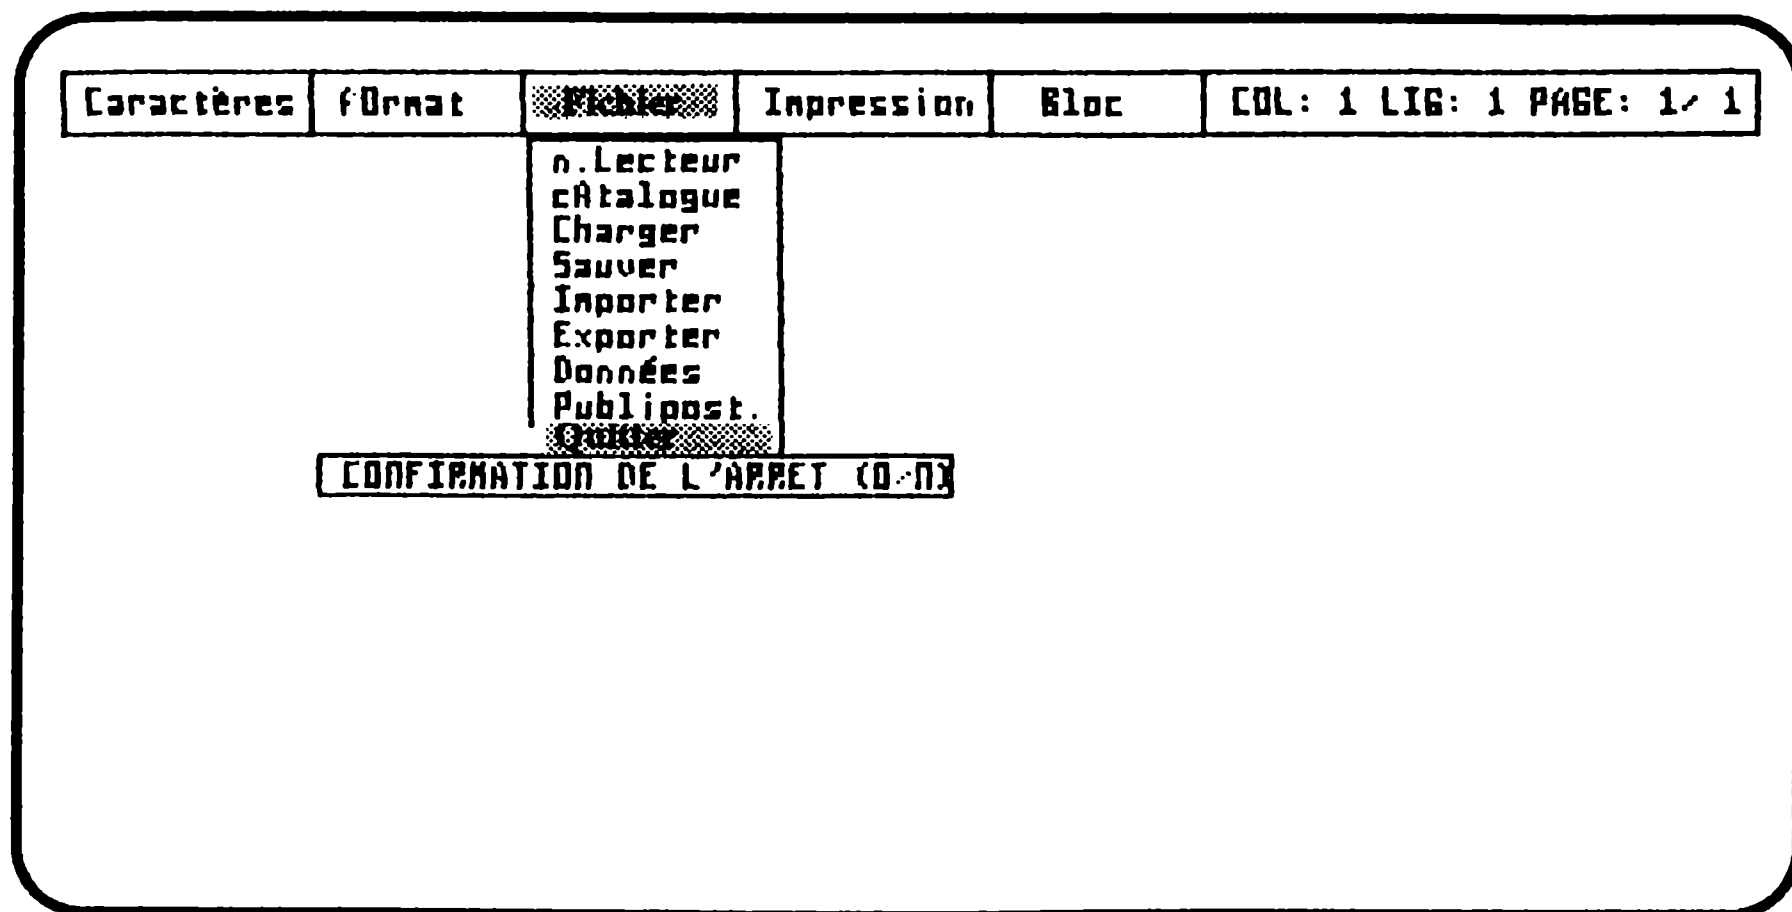 Caractères fOrmat Fichier Impression Bloc COL: 1 LIG: 1 PAGE: 1/ 1
n.Lecteur
cAtalogue
Charger
Sauver
Importer
Exporter
Données
Publipost.
Quitter
CONFIRMATION DE L'ARRET (O/N)